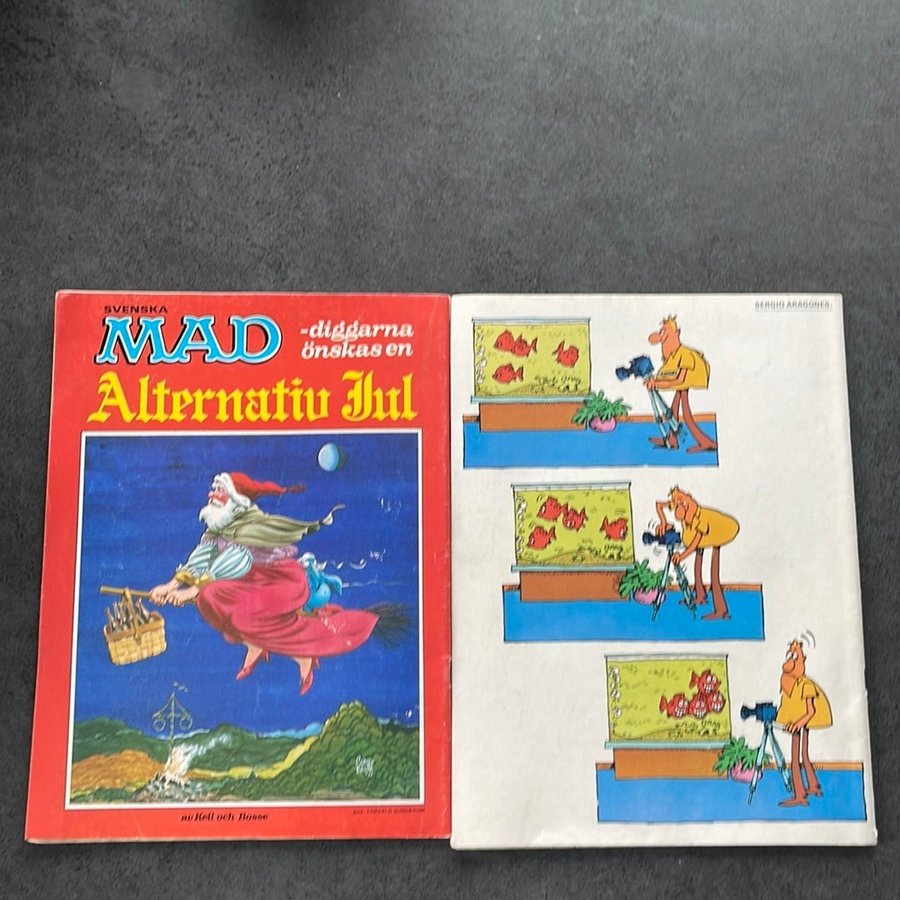 SVENSKA
MAD
-diggarna
önskas en
Alternativ Jul
av Kell och Bosse
SERGIO ARAGONES